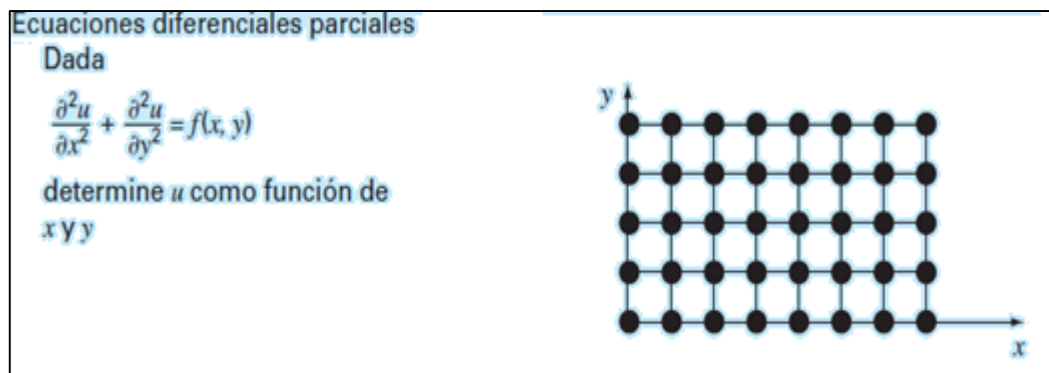 Ecuaciones diferenciales parciales
Dada
∂²u/∂x² + ∂²u/∂y² = f(x, y)
determine u como función de
x y y
y
x